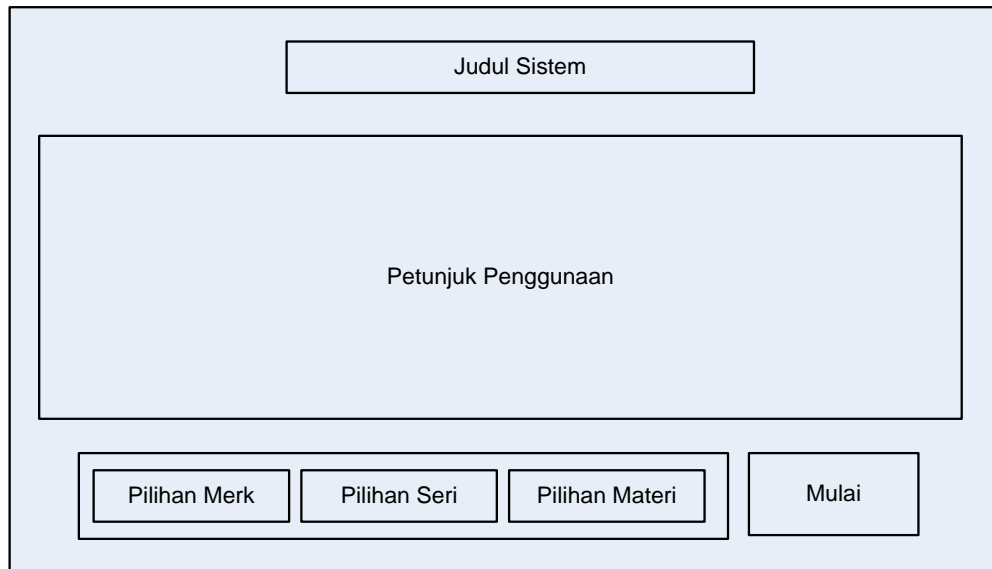 Judul Sistem
Petunjuk Penggunaan
Pilihan Merk
Pilihan Seri
Pilihan Materi
Mulai